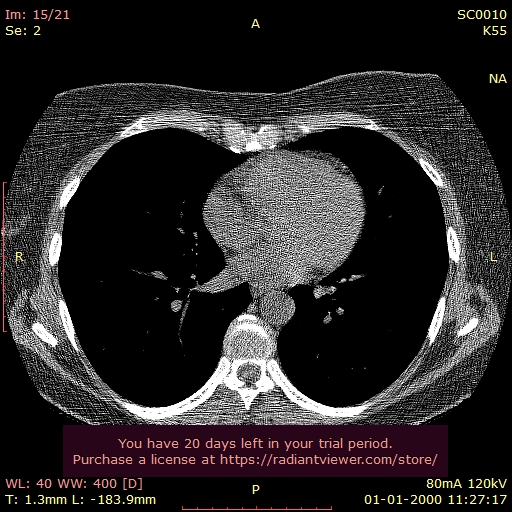 Im: 15/21
Se: 2
A
SC0010
K55
NA
R
L
You have 20 days left in your trial period.
Purchase a license at https://radiantviewer.com/store/
WL: 40 WW: 400 [D]
T: 1.3mm L: -183.9mm
P
80mA 120kV
01-01-2000 11:27:17